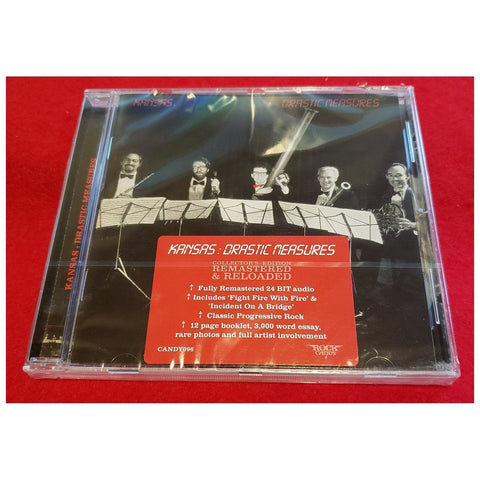 KANSAS
DRASTIC MEASURES
KANSAS : DRASTIC MEASURES
KANSAS : DRASTIC MEASURES
COLLECTOR'S EDITION
REMASTERED
& RELOADED
↑ Fully Remastered 24 BIT audio
↑ Includes 'Fight Fire With Fire' &
'Incident On A Bridge'
↑ Classic Progressive Rock
↑ 12 page booklet, 3,000 word essay,
rare photos and full artist involvement
CANDY096
ROCK
CANDY